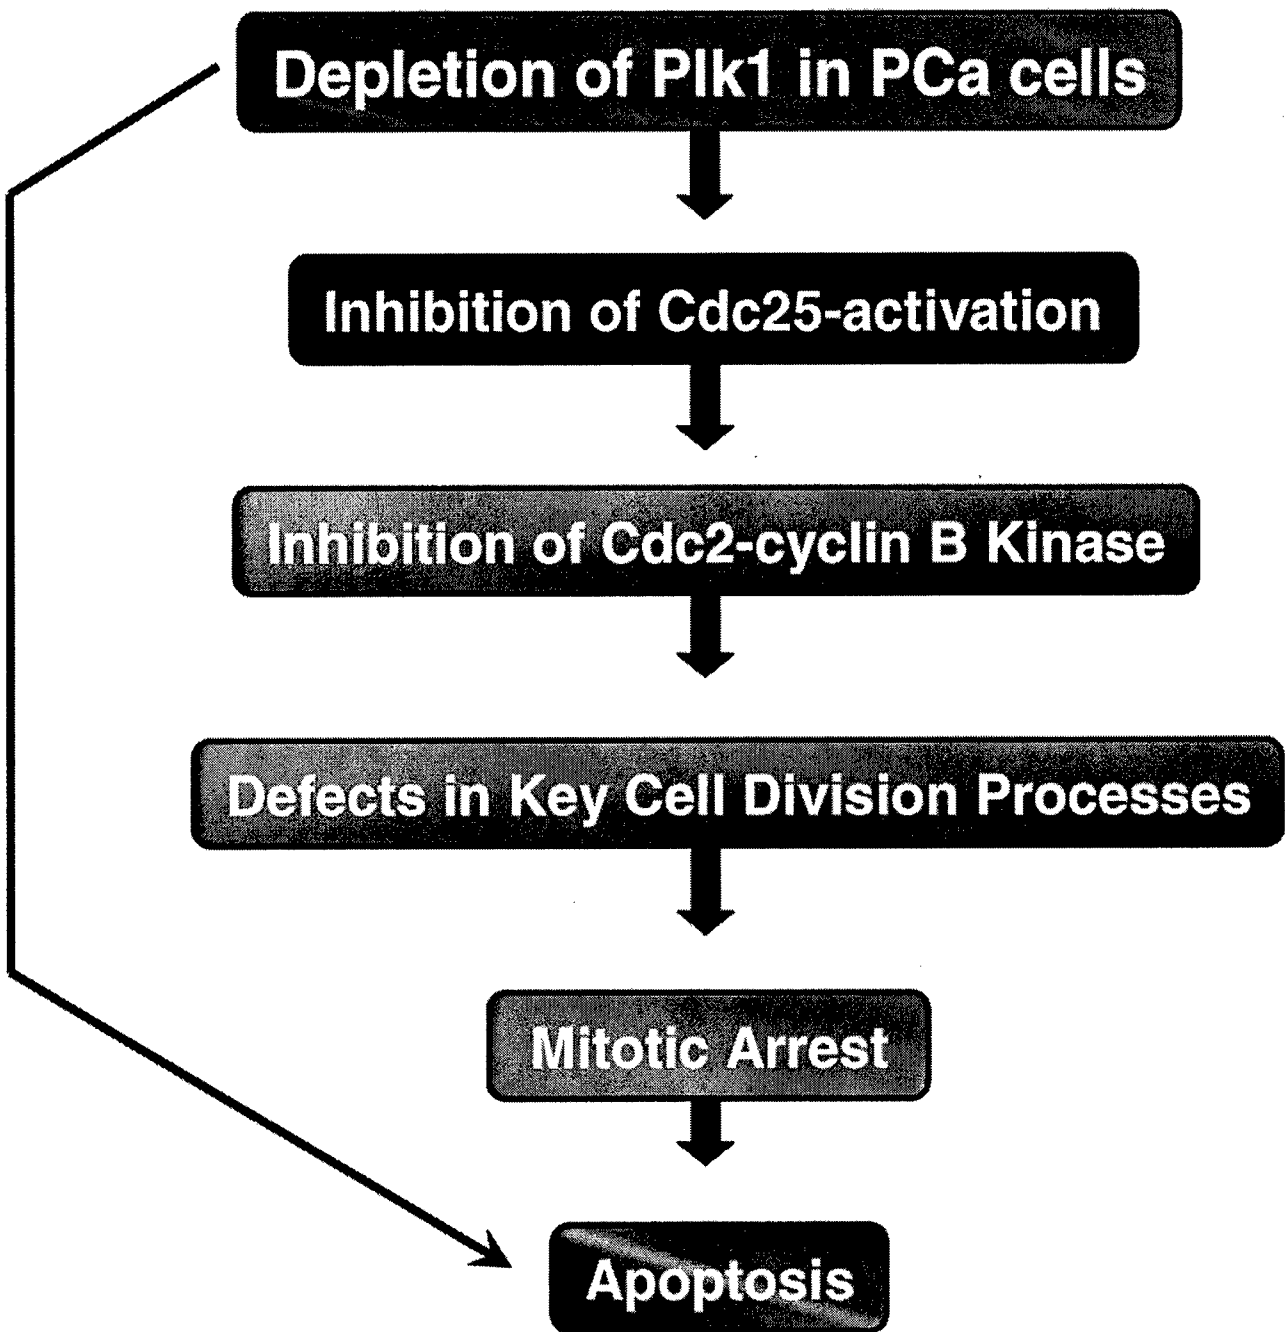 Depletion of Plk1 in PCa cells
Inhibition of Cdc25-activation
Inhibition of Cdc2-cyclin B Kinase
Defects in Key Cell Division Processes
Mitotic Arrest
Apoptosis